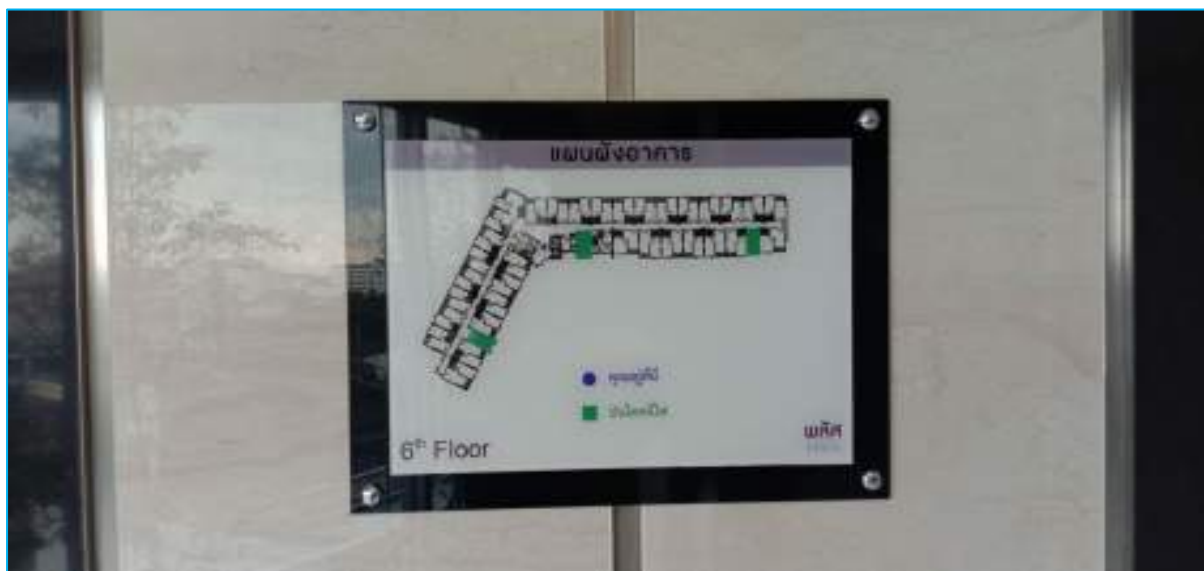 แผนผังอาคาร
คุณอยู่ที่นี่
บันไดหนีไฟ
6th Floor
พลัส